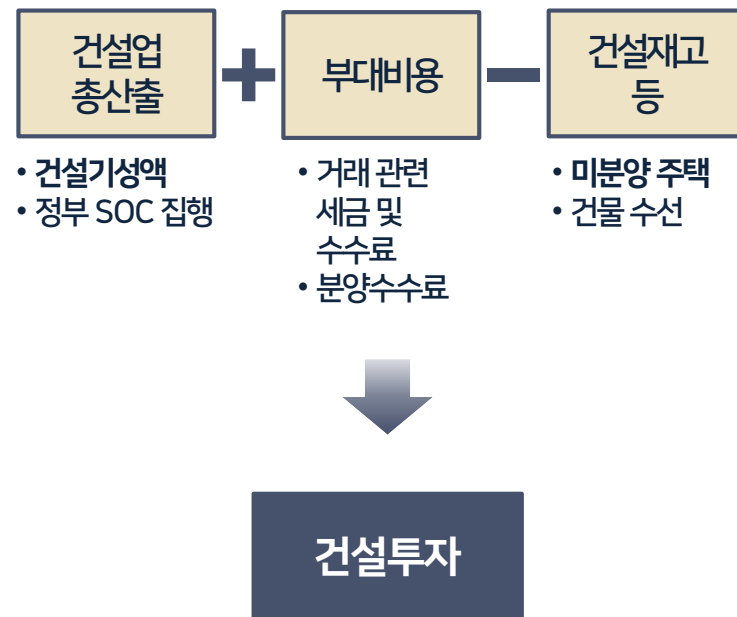 건설업
총산출
+
부대비용
−
건설재고
등
• 건설기성액
• 정부 SOC 집행
• 거래 관련
세금 및
수수료
• 분양수수료
• 미분양 주택
• 건물 수선
건설투자